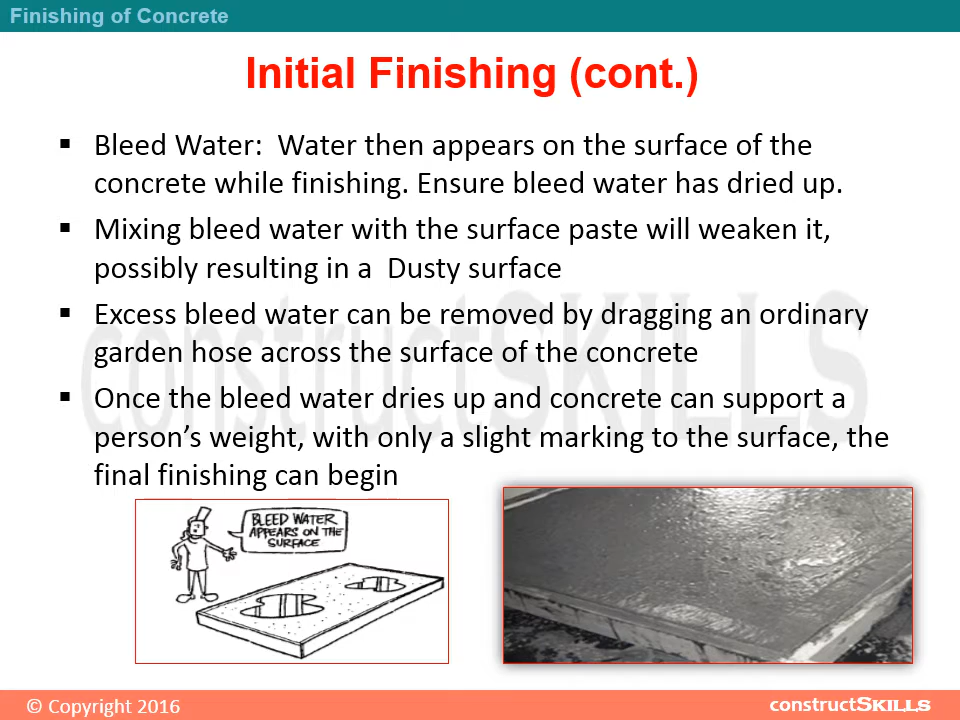 Finishing of Concrete
Initial Finishing (cont.)
▪ Bleed Water:  Water then appears on the surface of the
concrete while finishing. Ensure bleed water has dried up.
▪ Mixing bleed water with the surface paste will weaken it,
possibly resulting in a  Dusty surface
▪ Excess bleed water can be removed by dragging an ordinary
garden hose across the surface of the concrete
▪ Once the bleed water dries up and concrete can support a
person’s weight, with only a slight marking to the surface, the
final finishing can begin
constructSKILLS
BLEED WATER
APPEARS ON THE
SURFACE
© Copyright 2016
constructSKILLS